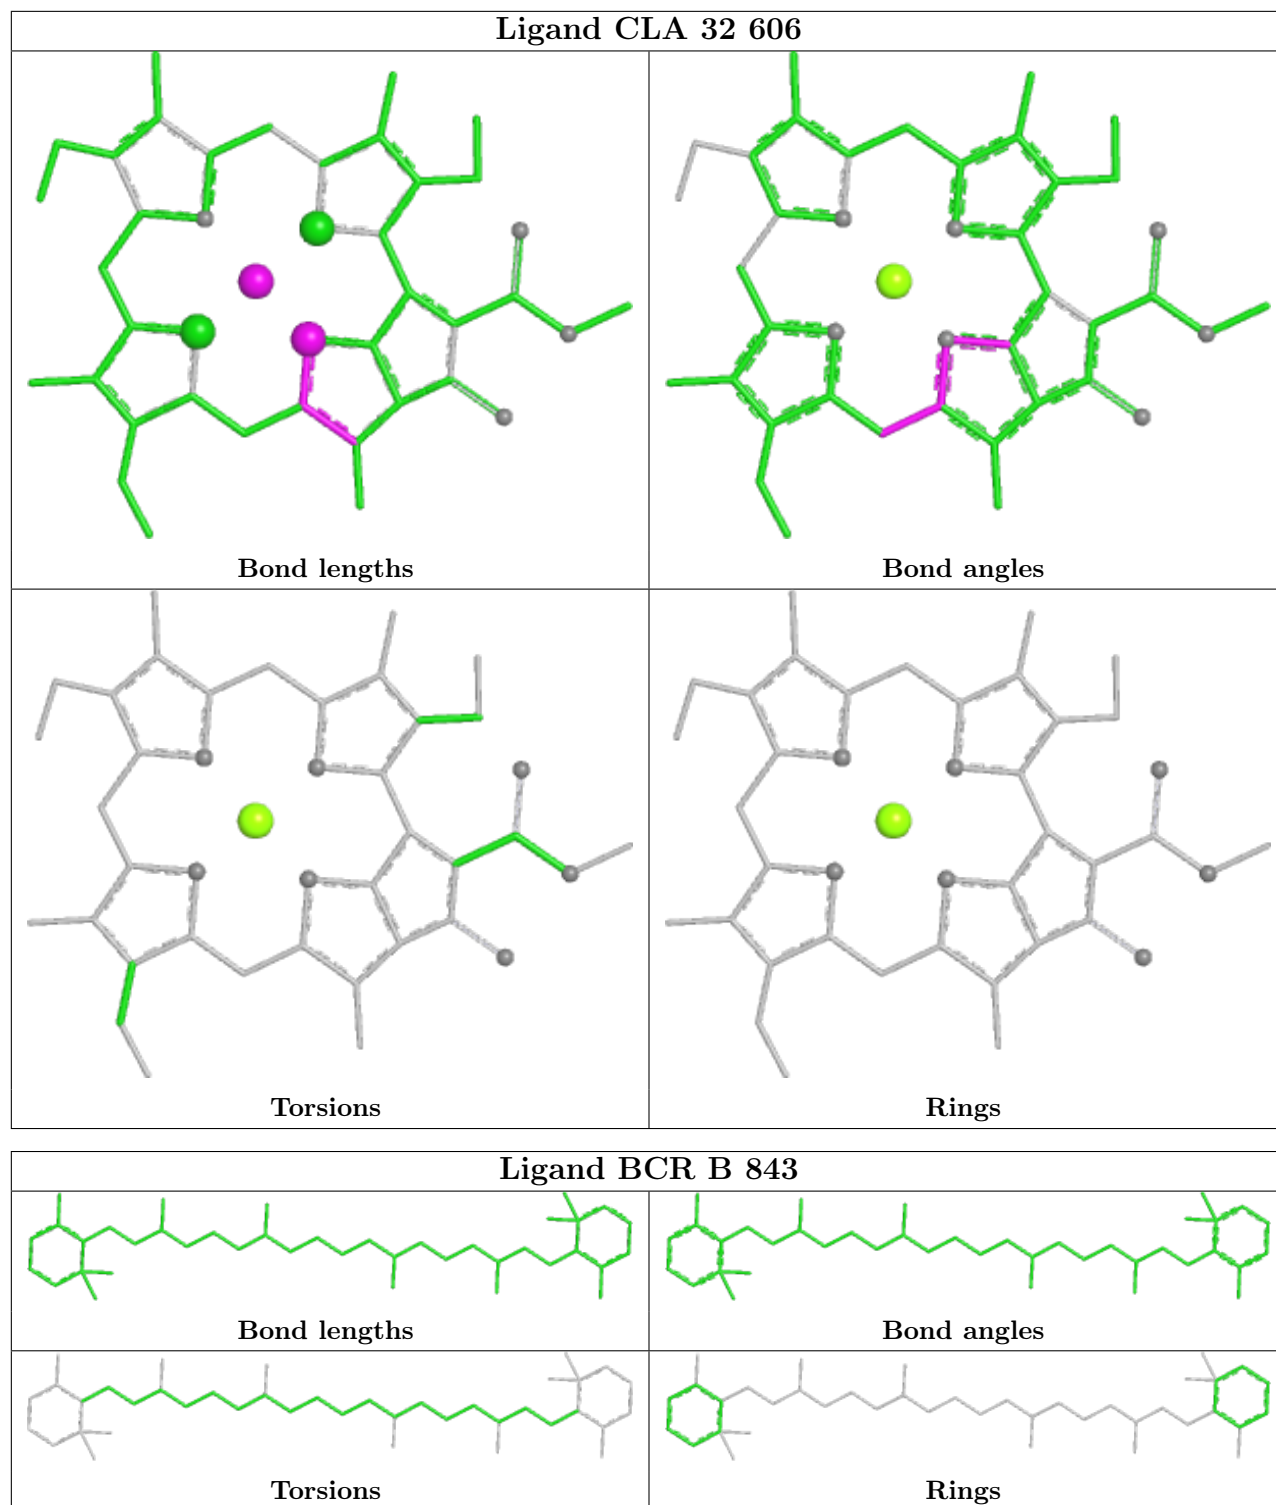 Ligand CLA 32 606
Bond lengths
Bond angles
Torsions
Rings
Ligand BCR B 843
Bond lengths
Bond angles
Torsions
Rings